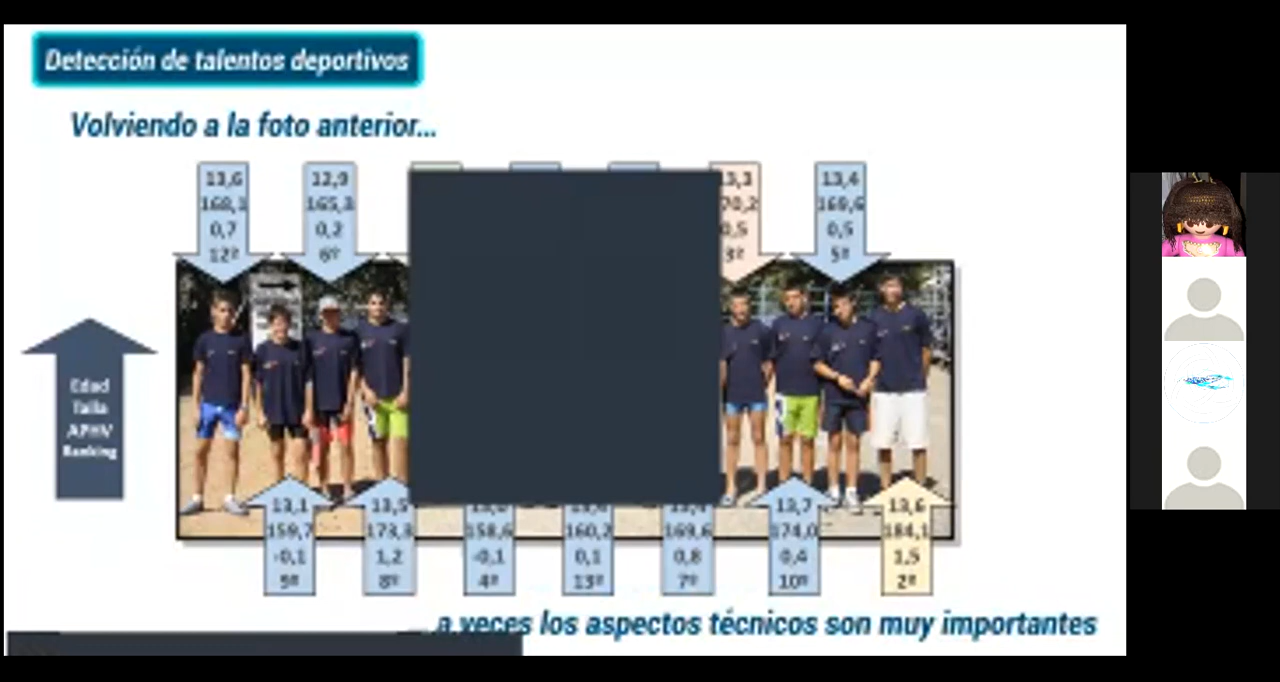 Detección de talentos deportivos
Volviendo a la foto anterior...
13,6
168,1
0,7
12º
12,9
165,3
0,2
6º
13,4
169,6
0,5
5º
Edad
Talla
APHV
Ranking
13,1
159,7
-0,1
9º
13,5
173,3
1,2
8º
158,6
-0,1
4º
160,2
0,1
13º
169,6
0,8
7º
13,7
174,0
0,4
10º
13,6
184,1
1,5
2º
a veces los aspectos técnicos son muy importantes